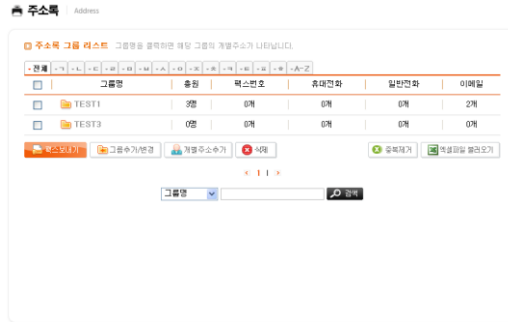 주소록 Address
주소록 그룹 리스트 그룹명을 클릭하면 해당 그룹의 개별주소가 나타납니다.
-전체 -ㄱ -ㄴ -ㄷ -ㄹ -ㅁ -ㅂ -ㅅ -ㅇ -ㅈ -ㅊ -ㅋ -ㅌ -ㅍ -ㅎ -A~Z
그룹명 총원 팩스번호 휴대전화 일반전화 이메일
TEST1 3명 0개 0개 0개 2개
TEST3 0명 0개 0개 0개 0개
팩스보내기 그룹추가/변경 개별주소추가 삭제 중복제거 엑셀파일 불러오기
< 1 | >
그룹명 검색